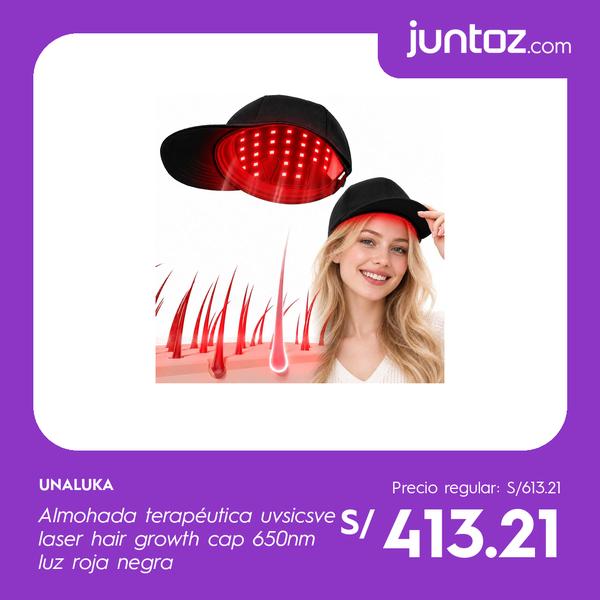 juntoz.com
UNALUKA
Almohada terapéutica uvsicsve
laser hair growth cap 650nm
luz roja negra
Precio regular: S/613.21
S/ 413.21